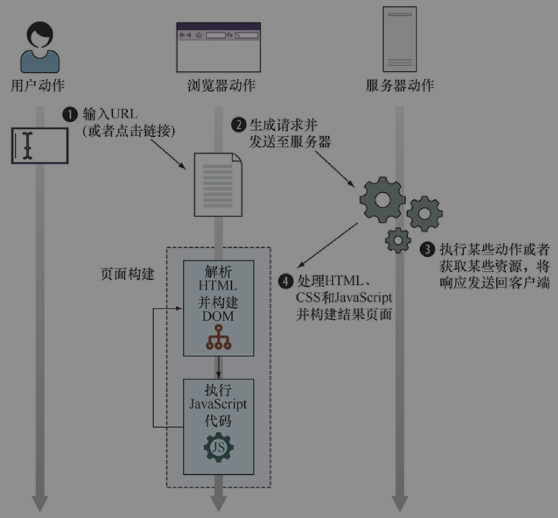 用户动作
浏览器动作
服务器动作
❶ 输入URL
(或者点击链接)
❷ 生成请求并
发送至服务器
❸ 执行某些动作或者
获取某些资源，将
响应发送回客户端
❹ 处理HTML、
CSS和JavaScript
并构建结果页面
页面构建
解析
HTML
并构建
DOM
执行
JavaScript
代码
JS